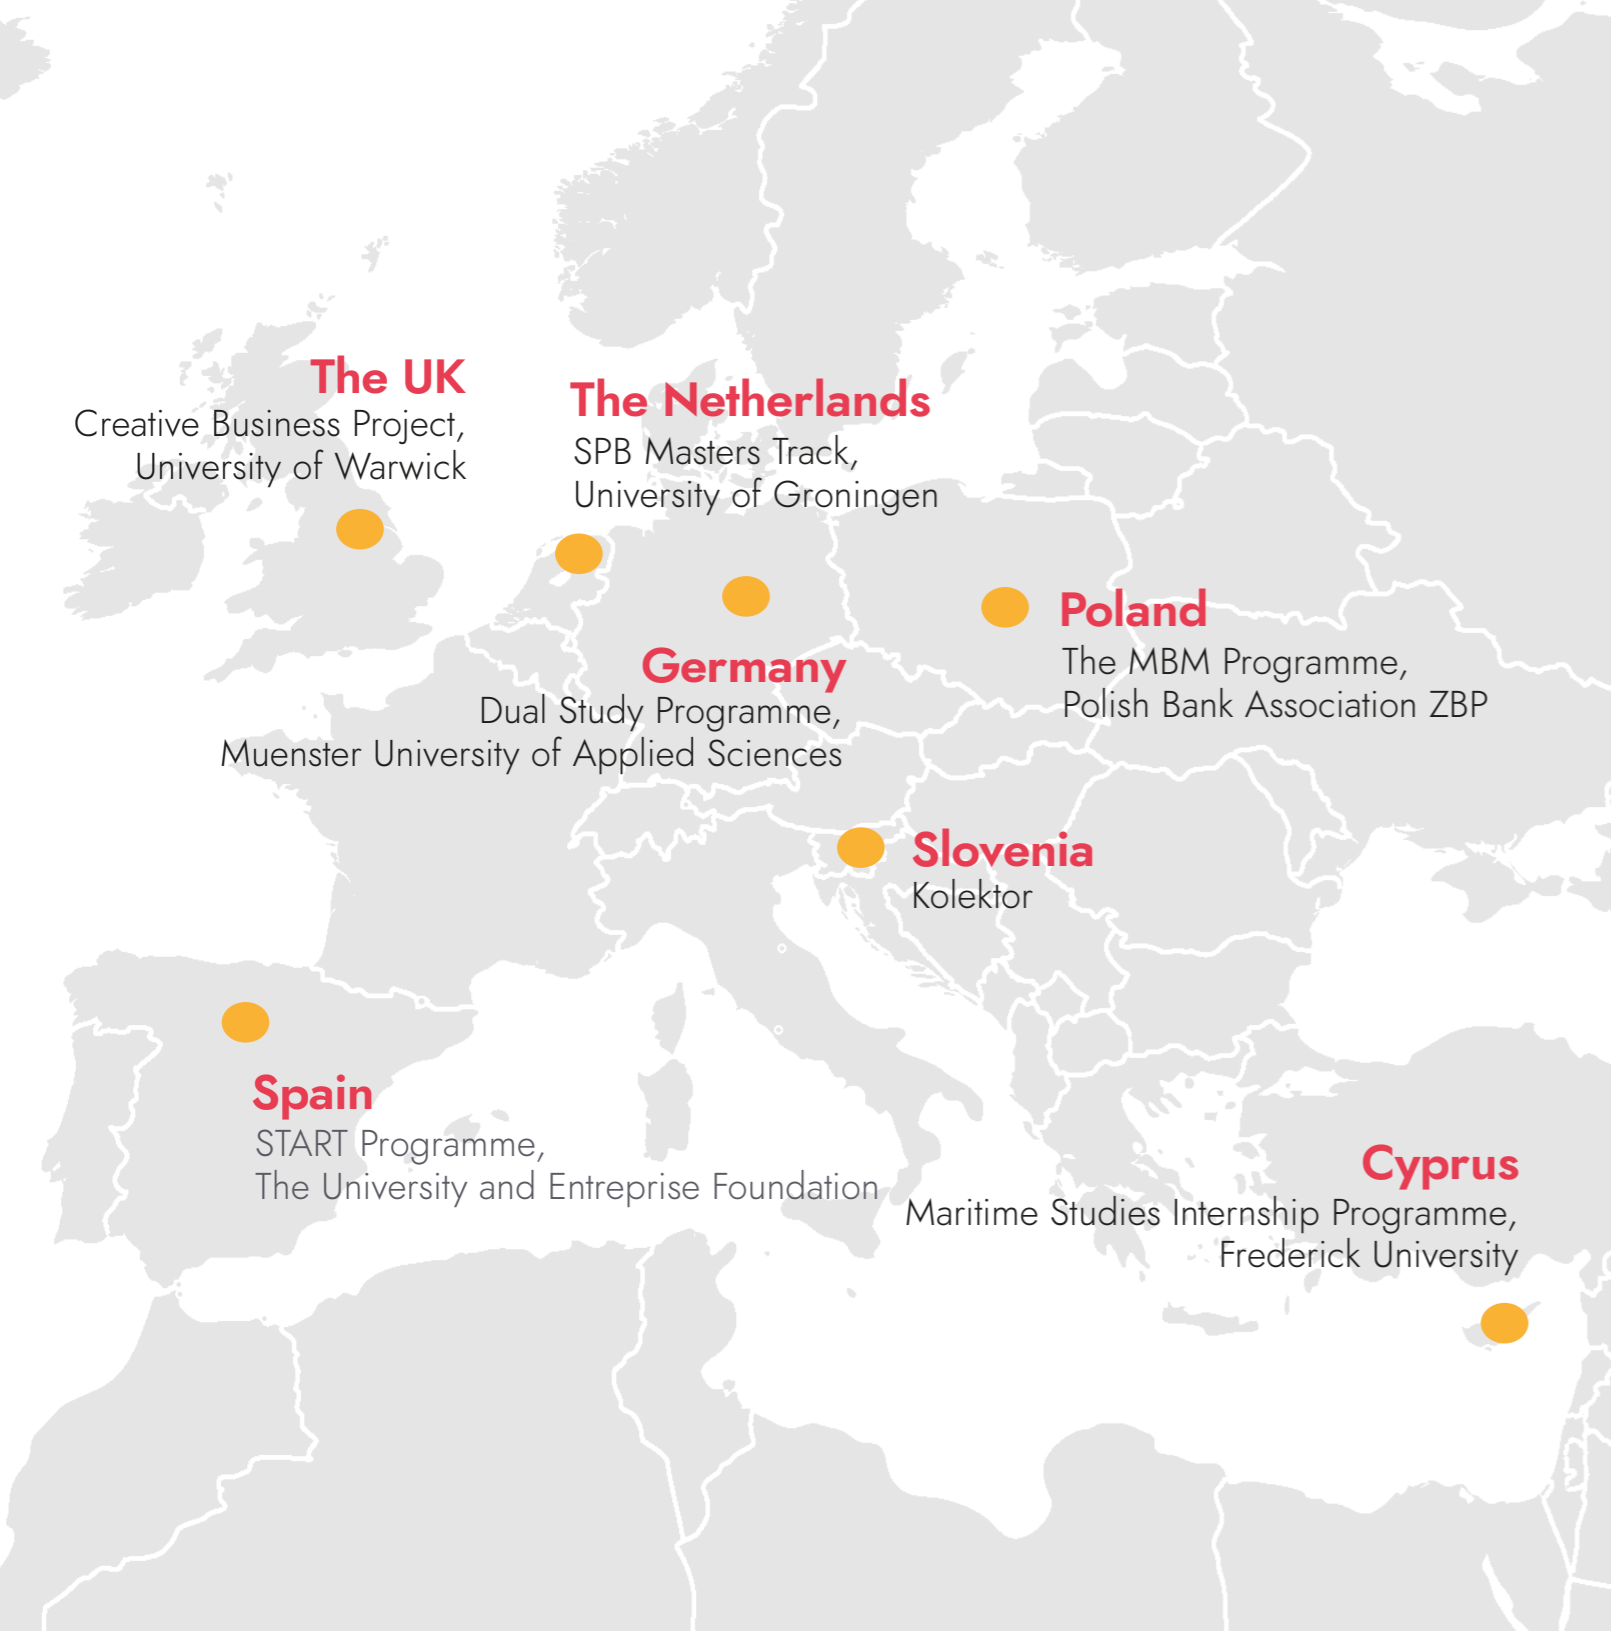 The UK
Creative Business Project,
University of Warwick
The Netherlands
SPB Masters Track,
University of Groningen
Poland
The MBM Programme,
Polish Bank Association ZBP
Germany
Dual Study Programme,
Muenster University of Applied Sciences
Slovenia
Kolektor
Spain
START Programme,
The University and Entreprise Foundation
Cyprus
Maritime Studies Internship Programme,
Frederick University